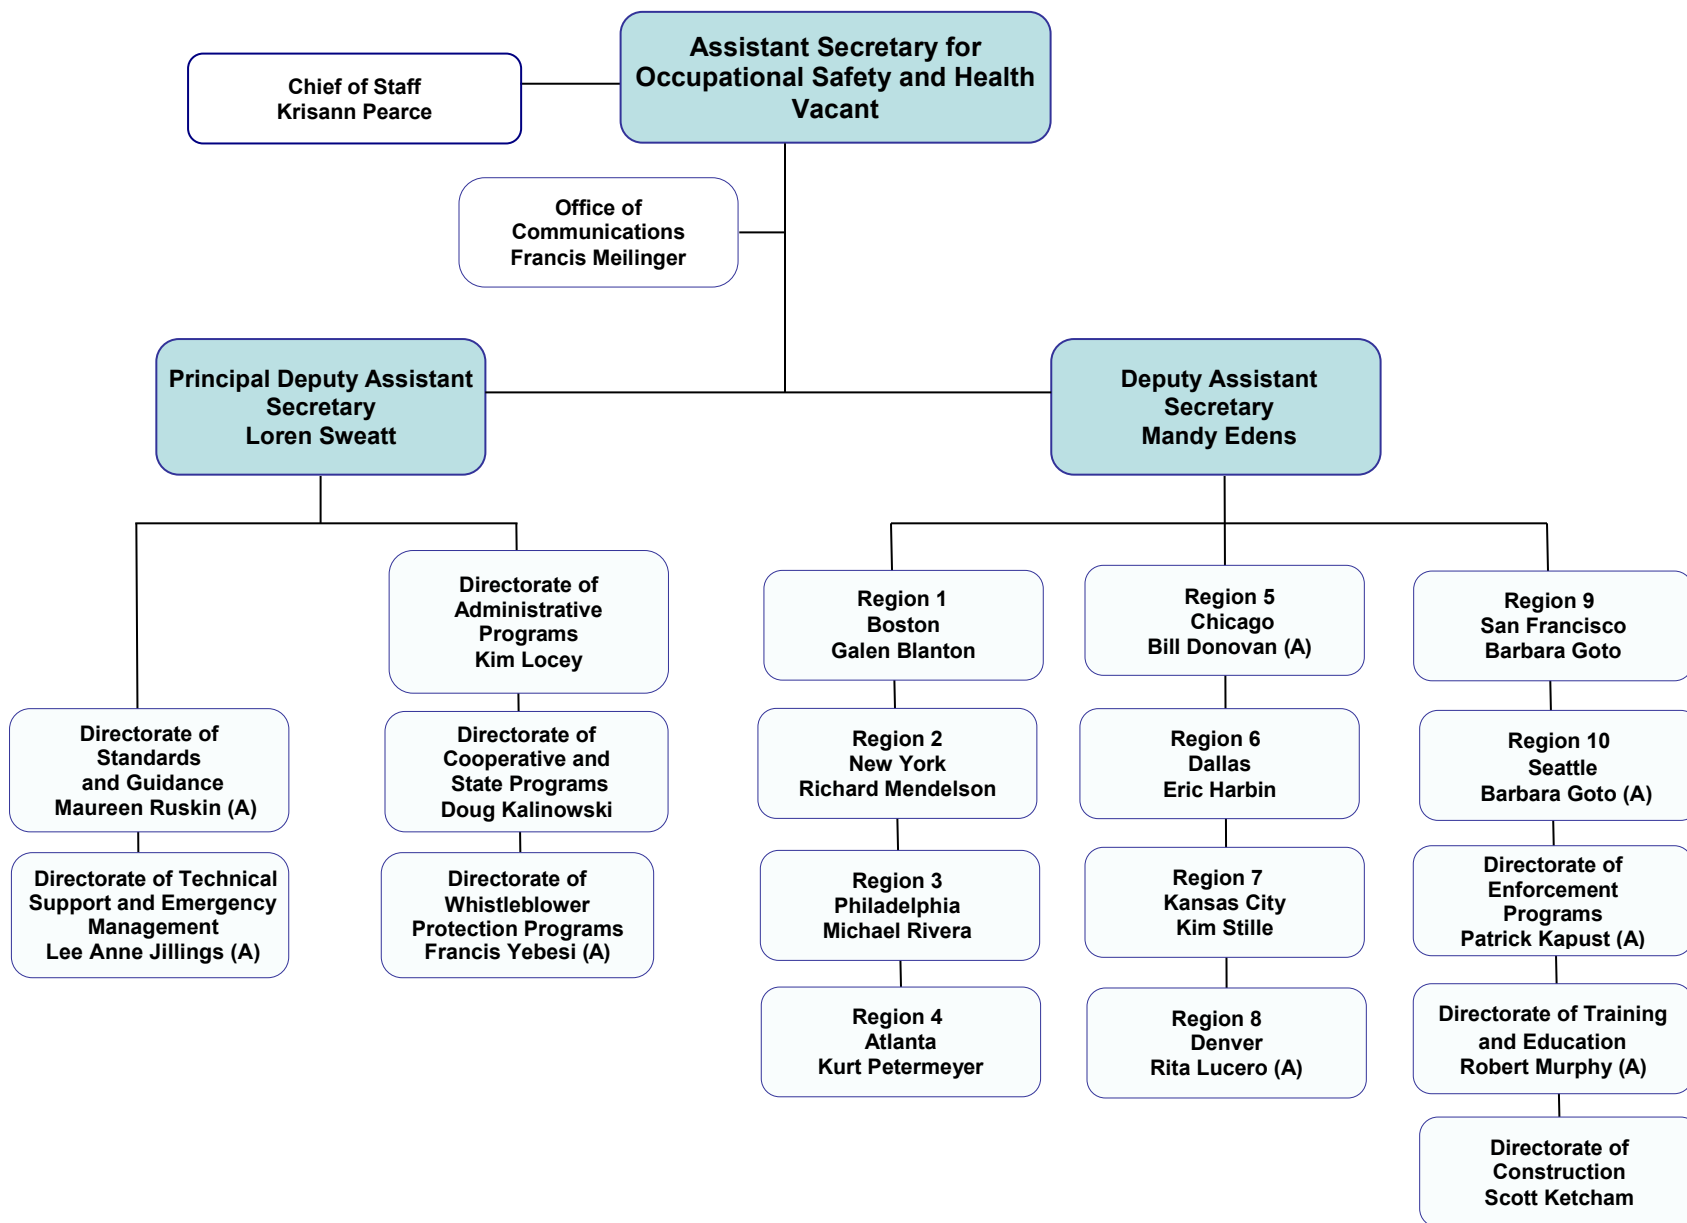 Assistant Secretary for
Occupational Safety and Health
Vacant
Chief of Staff
Krisann Pearce
Office of
Communications
Francis Meilinger
Principal Deputy Assistant
Secretary
Loren Sweatt
Deputy Assistant
Secretary
Mandy Edens
Directorate of
Standards
and Guidance
Maureen Ruskin (A)
Directorate of Technical
Support and Emergency
Management
Lee Anne Jillings (A)
Directorate of
Administrative
Programs
Kim Locey
Directorate of
Cooperative and
State Programs
Doug Kalinowski
Directorate of
Whistleblower
Protection Programs
Francis Yebesi (A)
Region 1
Boston
Galen Blanton
Region 2
New York
Richard Mendelson
Region 3
Philadelphia
Michael Rivera
Region 4
Atlanta
Kurt Petermeyer
Region 5
Chicago
Bill Donovan (A)
Region 6
Dallas
Eric Harbin
Region 7
Kansas City
Kim Stille
Region 8
Denver
Rita Lucero (A)
Region 9
San Francisco
Barbara Goto
Region 10
Seattle
Barbara Goto (A)
Directorate of
Enforcement
Programs
Patrick Kapust (A)
Directorate of Training
and Education
Robert Murphy (A)
Directorate of
Construction
Scott Ketcham